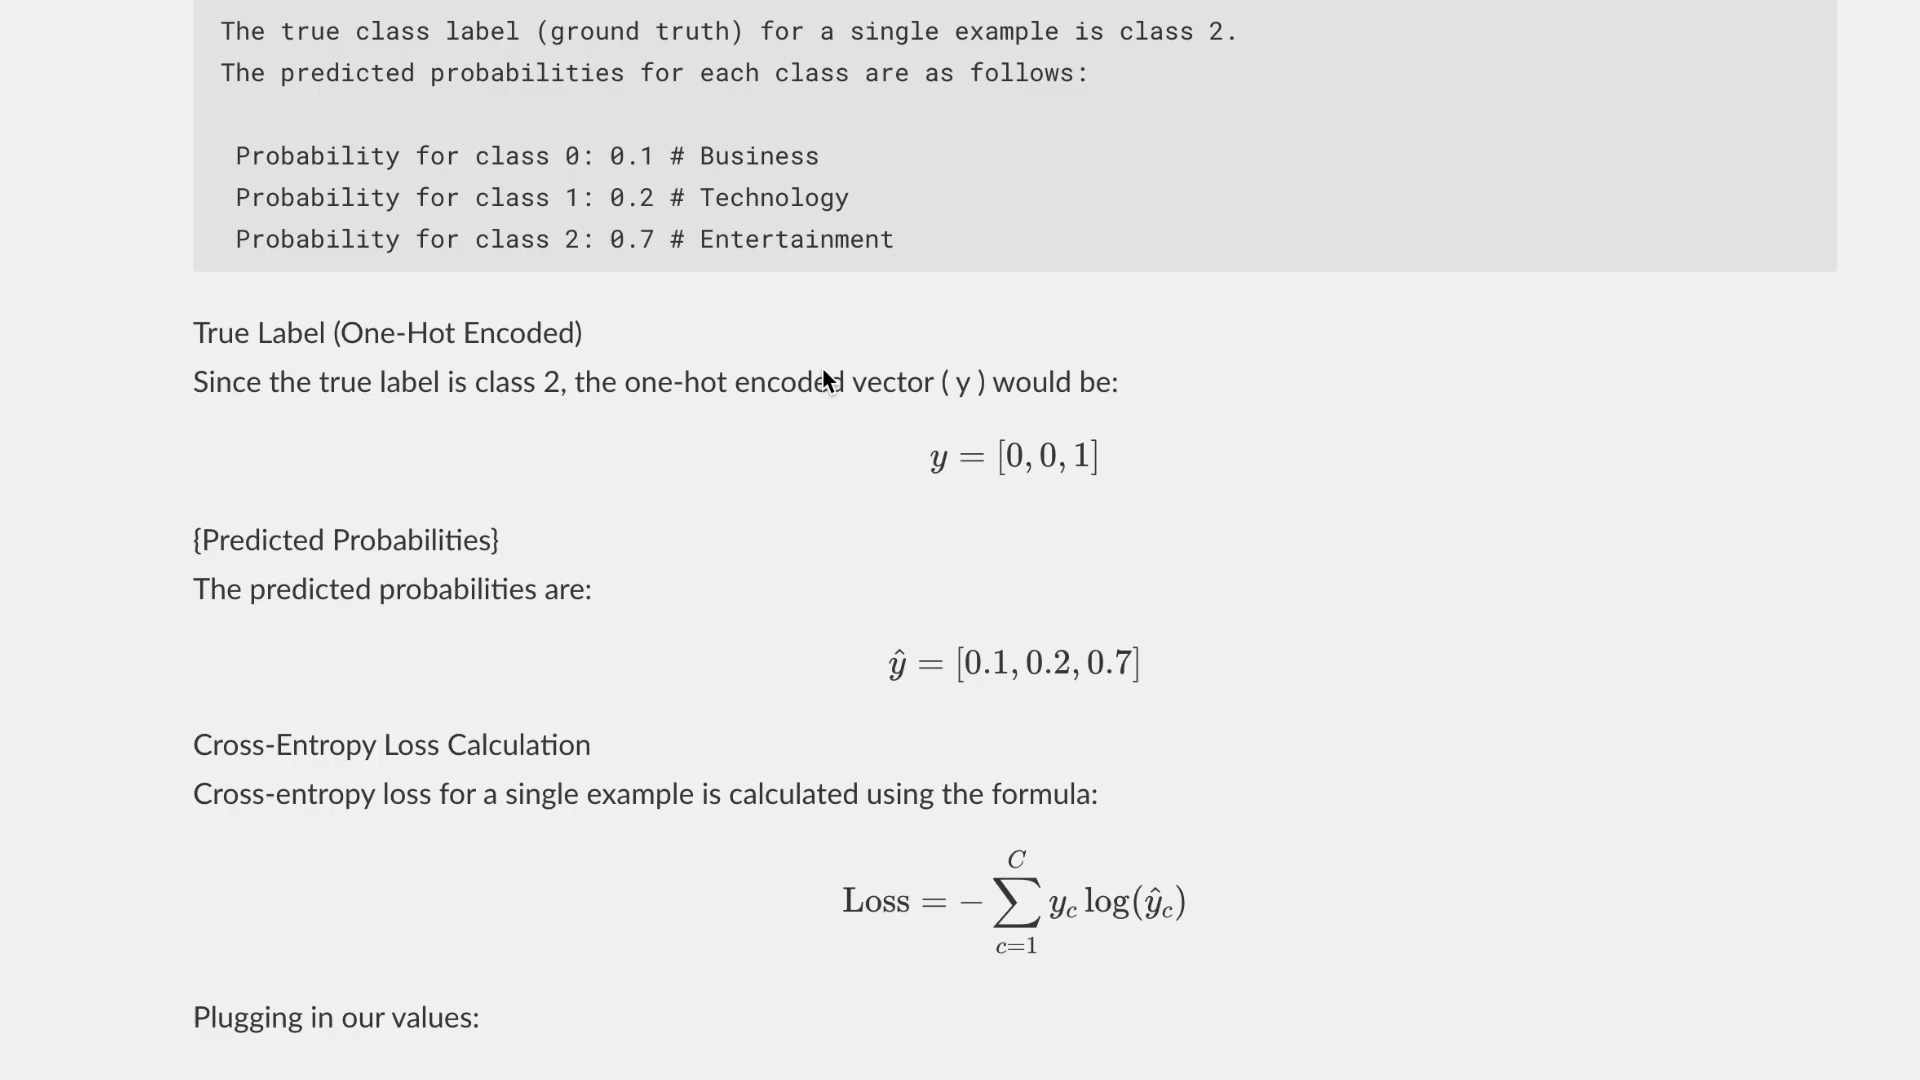 The true class label (ground truth) for a single example is class 2.
The predicted probabilities for each class are as follows:
Probability for class 0: 0.1 # Business
Probability for class 1: 0.2 # Technology
Probability for class 2: 0.7 # Entertainment
True Label (One-Hot Encoded)
Since the true label is class 2, the one-hot encoded vector ( y ) would be:
y = [0, 0, 1]
{Predicted Probabilities}
The predicted probabilities are:
ŷ = [0.1, 0.2, 0.7]
Cross-Entropy Loss Calculation
Cross-entropy loss for a single example is calculated using the formula:
Loss = − ∑_{c=1}^{C} y_c log(ŷ_c)
Plugging in our values: